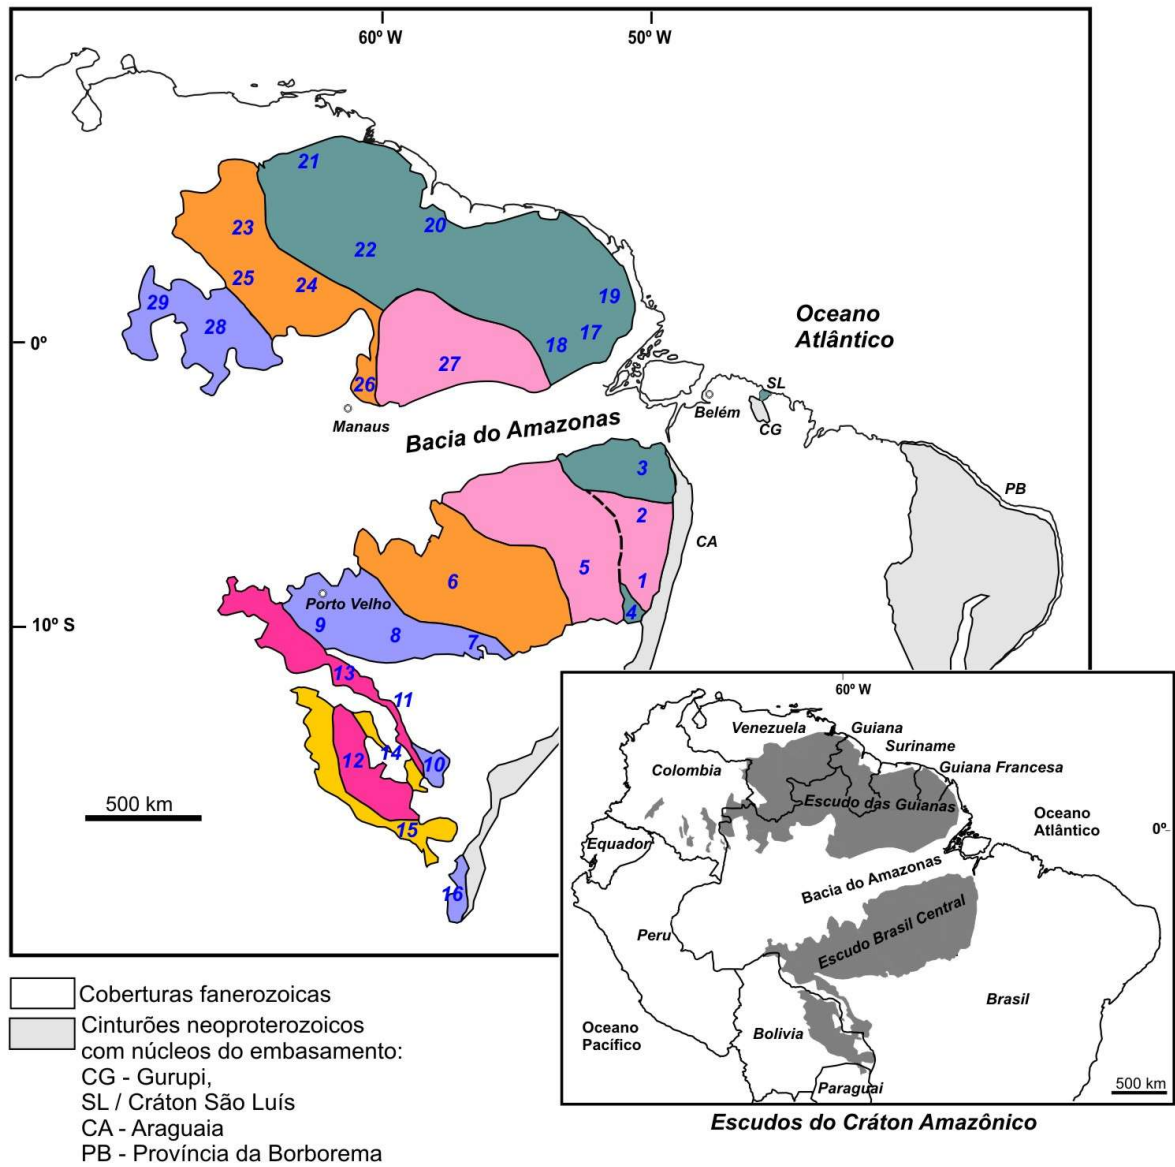 60º W
50º W
21
20
23
22
25
24
29
28
19
17
18
27
26
0º
Oceano
Atlântico
SL
Belém
CG
Manaus
Bacia do Amazonas
3
PB
2
CA
5
1
6
4
Porto Velho
10º S
9
8
7
13
11
14
12
10
15
16
500 km
60º W
Venezuela
Guiana
Suriname
Guiana Francesa
Colombia
Escudo das Guianas
Oceano
Atlântico
0º
Equador
Bacia do Amazonas
Peru
Escudo Brasil Central
Brasil
Oceano
Pacífico
Bolivia
Paraguai
500 km
Escudos do Cráton Amazônico
Coberturas fanerozoicas
Cinturões neoproterozoicos
com núcleos do embasamento:
CG - Gurupi,
SL / Cráton São Luís
CA - Araguaia
PB - Província da Borborema